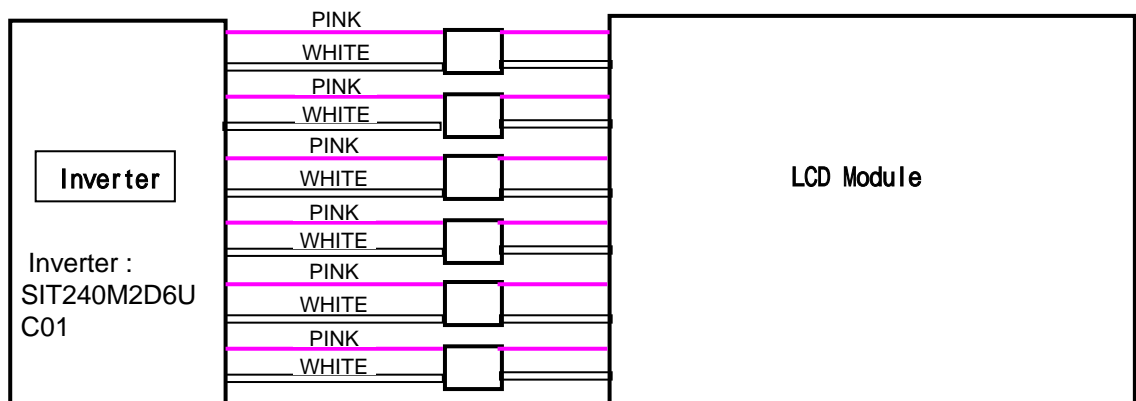 PINK
WHITE
PINK
WHITE
PINK
WHITE
PINK
WHITE
PINK
WHITE
PINK
WHITE
Inverter
Inverter :
SIT240M2D6U
C01
LCD Module